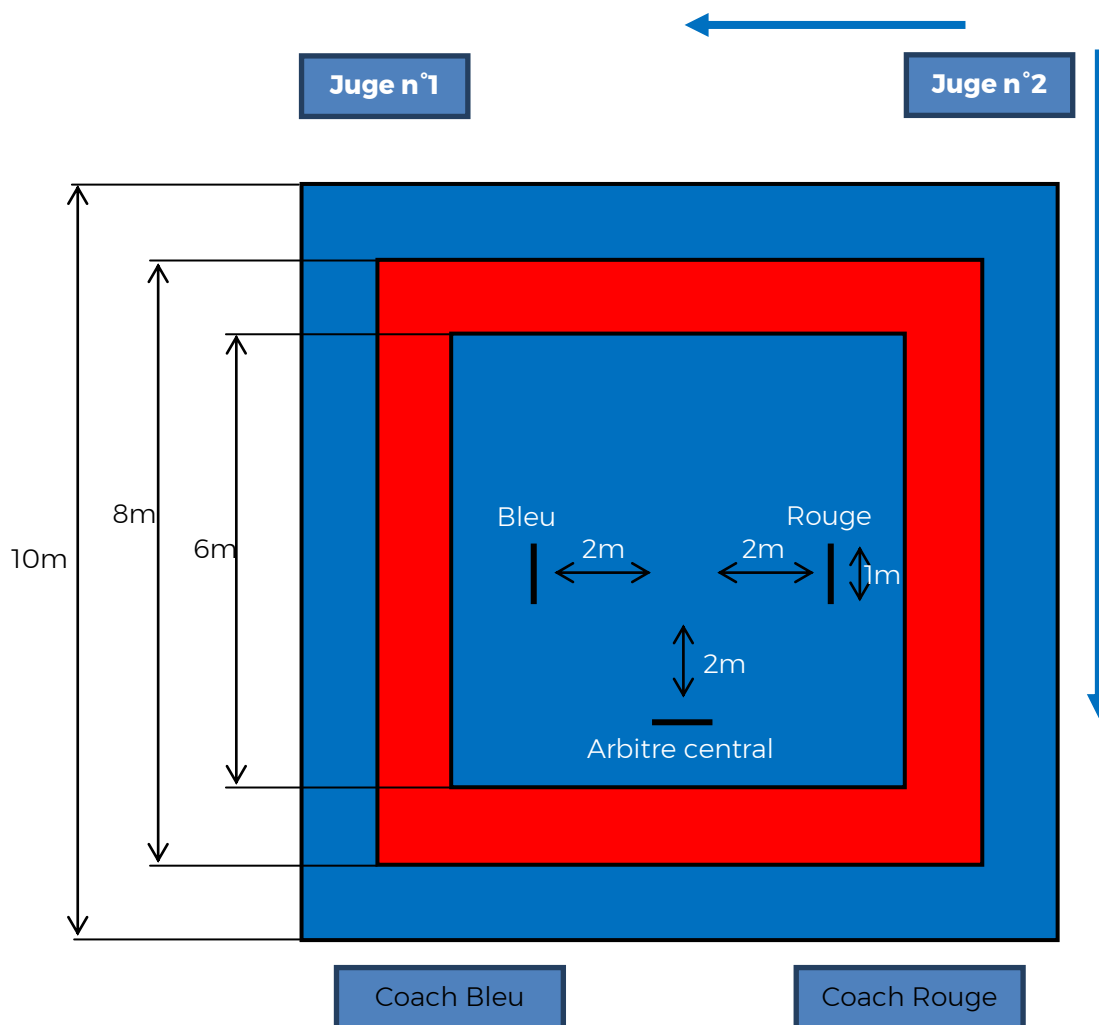 Juge n°1
Juge n°2
10m
8m
6m
Bleu
Rouge
2m
2m
1m
2m
Arbitre central
Coach Bleu
Coach Rouge